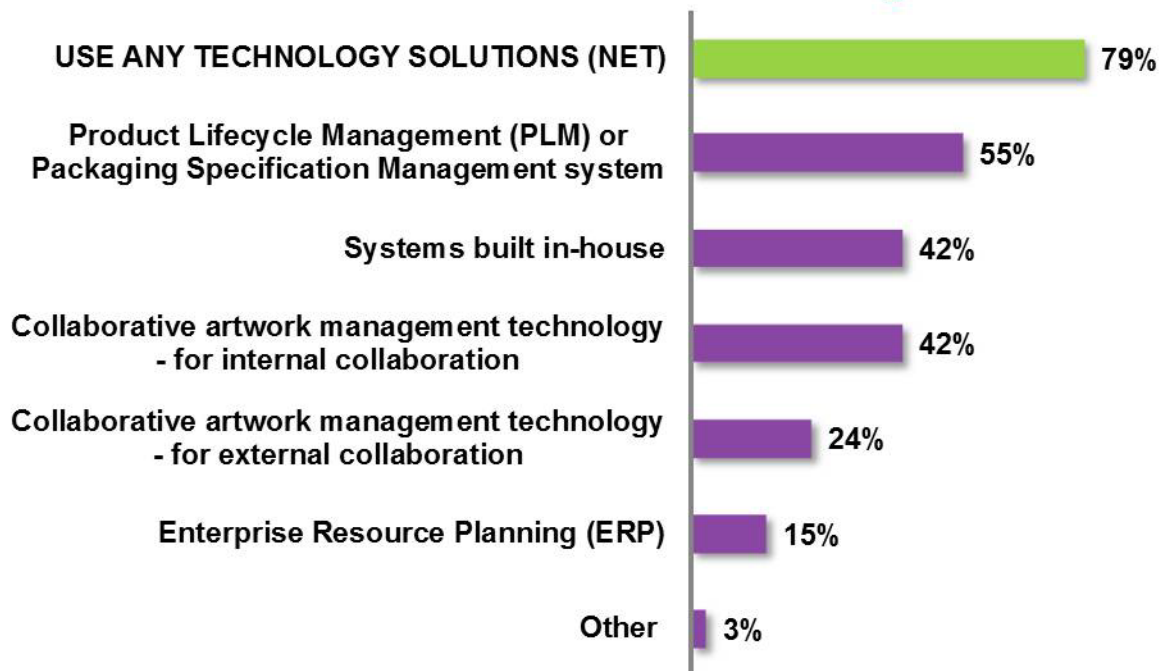 USE ANY TECHNOLOGY SOLUTIONS (NET)
79%
Product Lifecycle Management (PLM) or
Packaging Specification Management system
55%
Systems built in-house
42%
Collaborative artwork management technology
- for internal collaboration
42%
Collaborative artwork management technology
- for external collaboration
24%
Enterprise Resource Planning (ERP)
15%
Other
3%